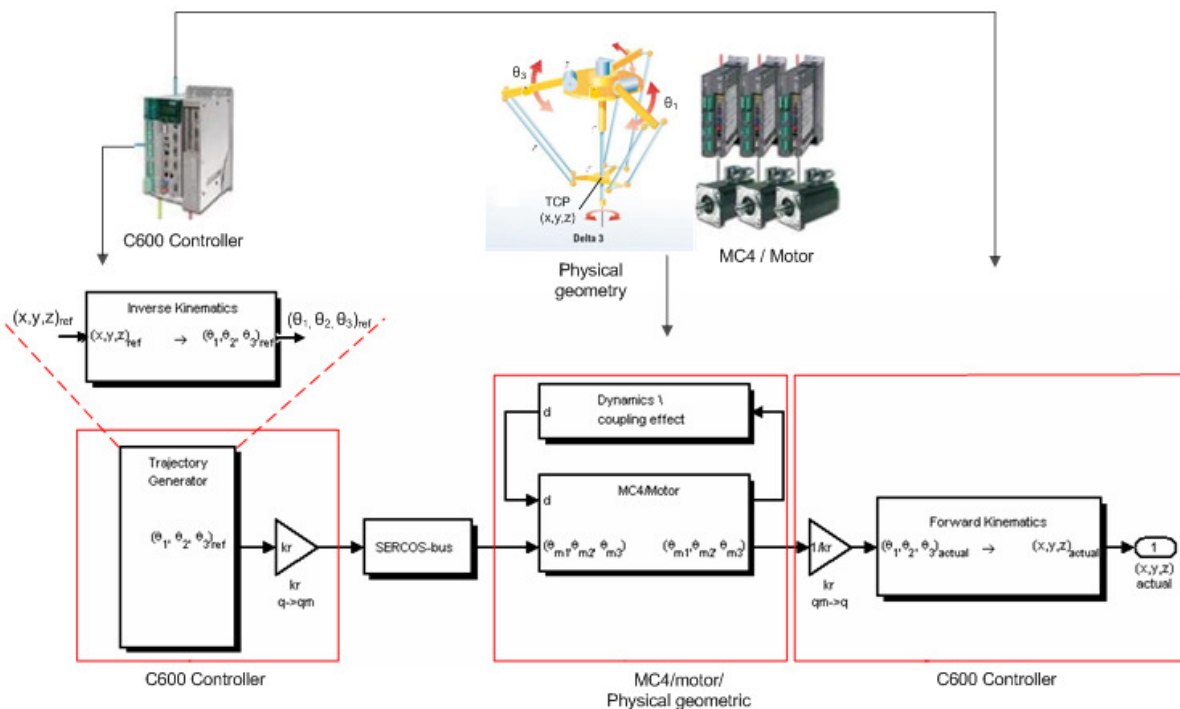 θ3
θ1
TCP
(x,y,z)
Delta 3
C600 Controller
Physical
geometry
MC4 / Motor
(x,y,z)ref
Inverse Kinematics
(x,y,z)ref → (θ1,θ2, θ3)ref
(θ1, θ2, θ3)ref
Trajectory
Generator
(θ1, θ2, θ3)ref
kr
kr
q->qm
SERCOS-bus
Dynamics \
coupling effect
d
MC4/Motor
d
(θm1,θm2,θm3) (θm1,θm2,θm3)
1/kr
kr
qm->q
Forward Kinematics
(θ1, θ2, θ3)actual → (x,y,z)actual
1
(x,y,z)
actual
C600 Controller
MC4/motor/
Physical geometric
C600 Controller